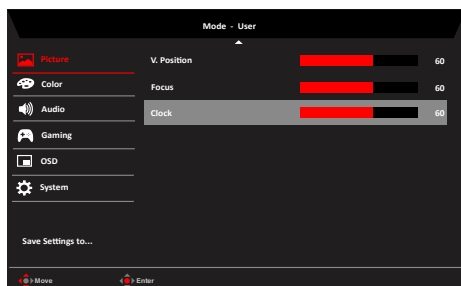 Mode - User
Picture
V. Position 60
Color
Focus 60
Audio
Clock 60
Gaming
OSD
System
Save Settings to...
Move Enter